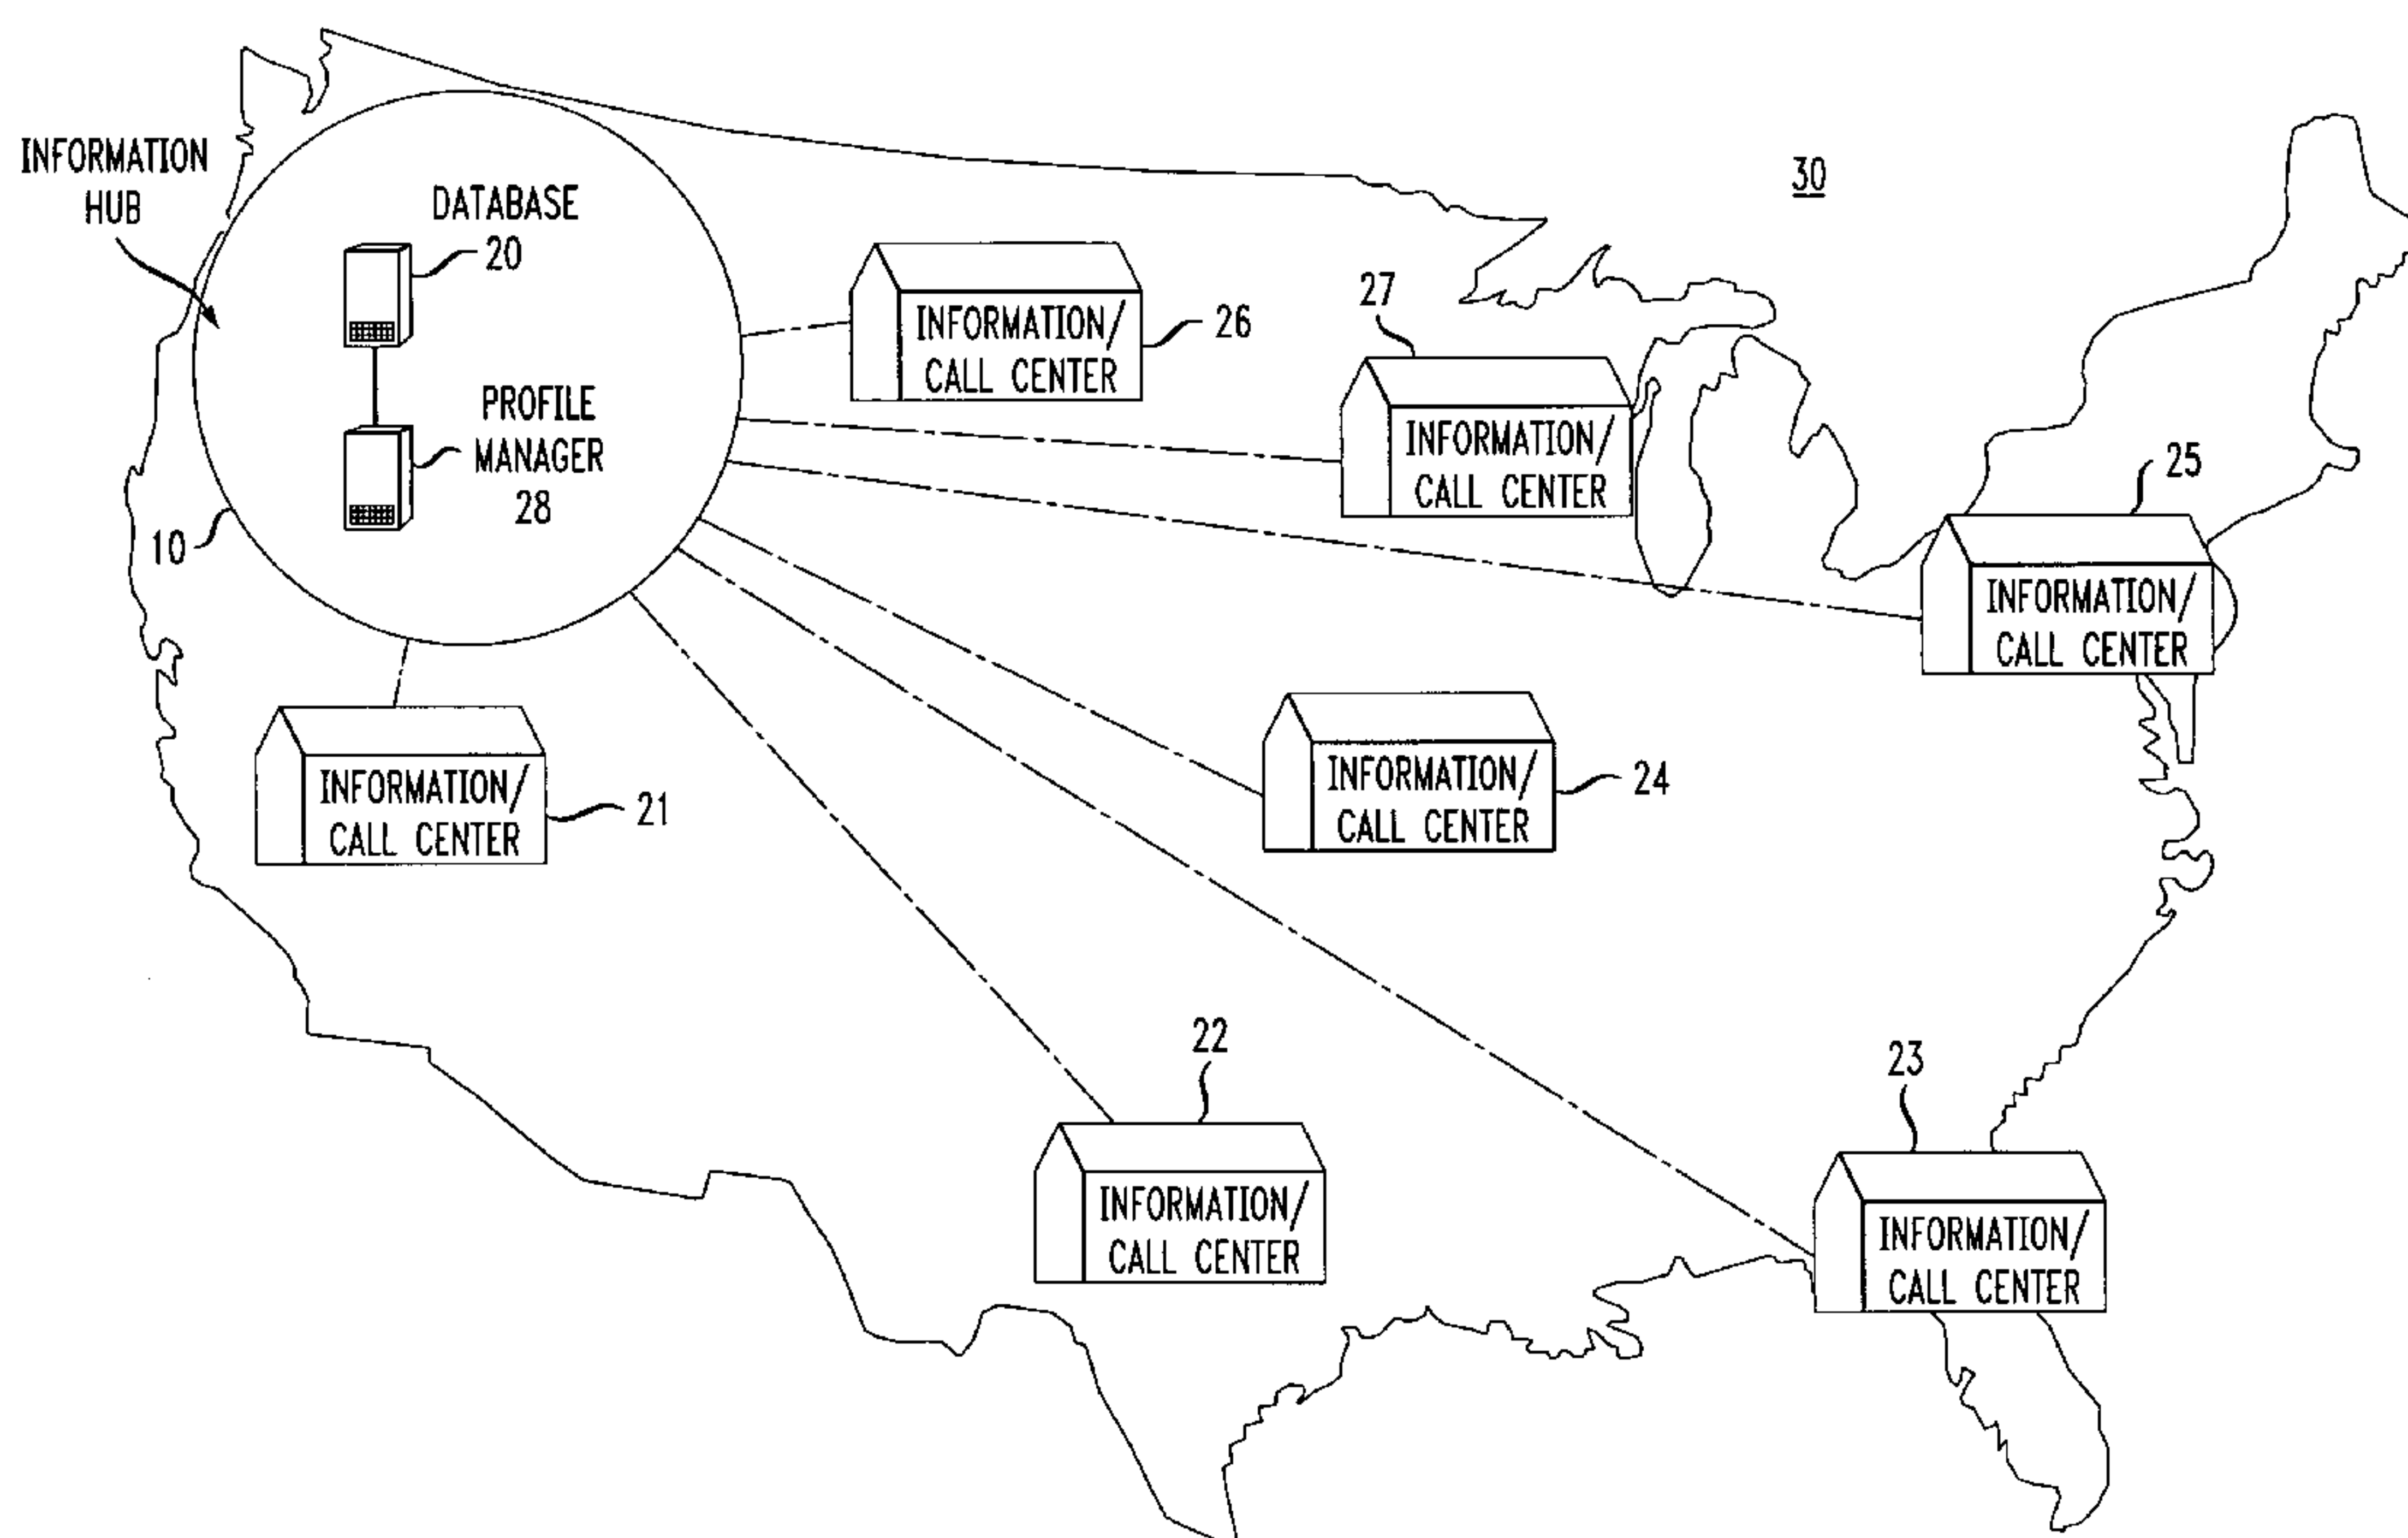 INFORMATION
HUB
DATABASE
20
PROFILE
MANAGER
28
10
30
INFORMATION/
CALL CENTER
26
27
INFORMATION/
CALL CENTER
25
INFORMATION/
CALL CENTER
INFORMATION/
CALL CENTER
24
INFORMATION/
CALL CENTER
21
22
INFORMATION/
CALL CENTER
23
INFORMATION/
CALL CENTER